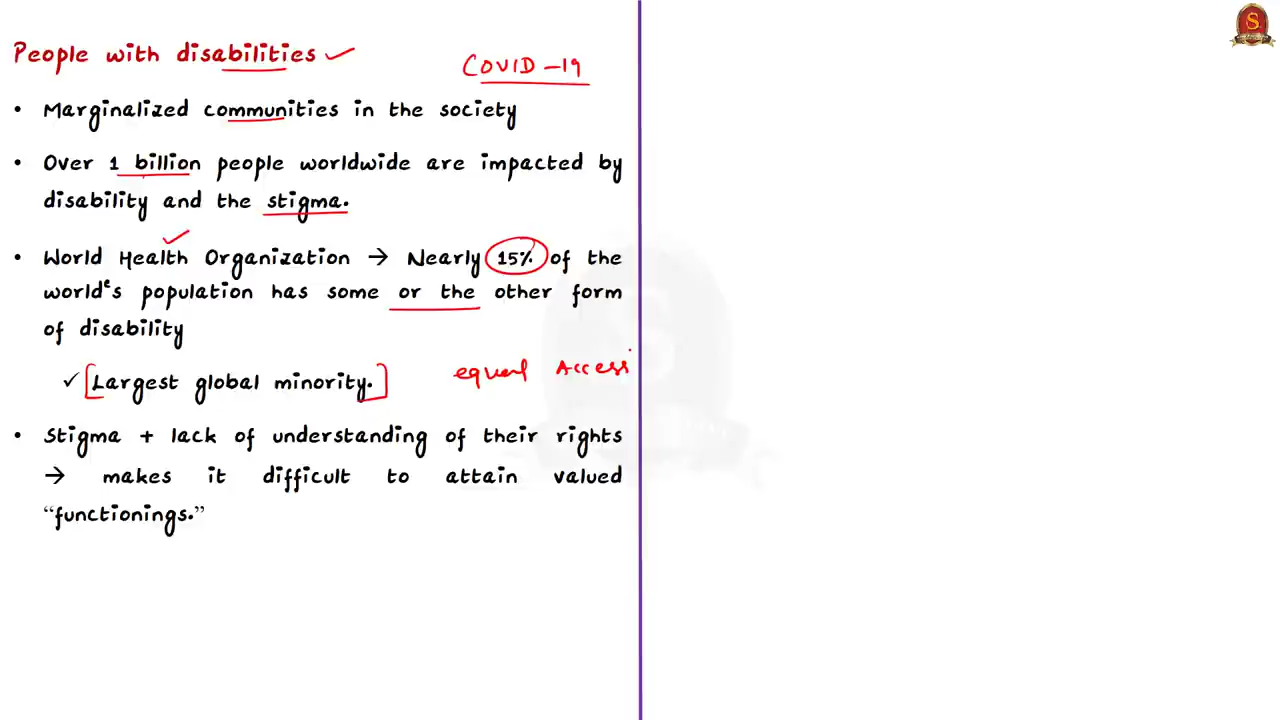 People with disabilities
COVID-19
• Marginalized communities in the society
• Over 1 billion people worldwide are impacted by
disability and the stigma.
• World Health Organization → Nearly 15% of the
world's population has some or the other form
of disability
✓ [Largest global minority.]
equal Accessi
• Stigma + lack of understanding of their rights
→ makes it difficult to attain valued
“functionings.”